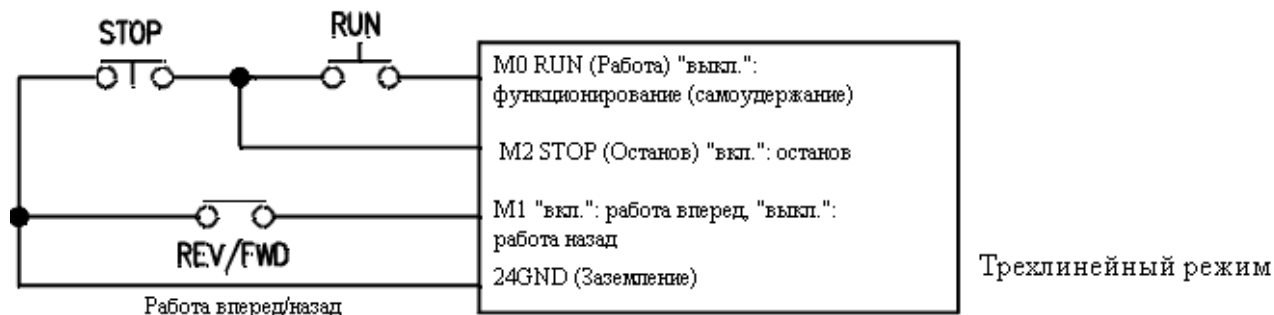 STOP
RUN
M0 RUN (Работа) "выкл.":
функционирование (самоудержание)
M2 STOP (Останов) "вкл.": останов
M1 "вкл.": работа вперед, "выкл.":
работа назад
REV/FWD
24GND (Заземление)
Трехлинейный режим
Работа вперед/назад